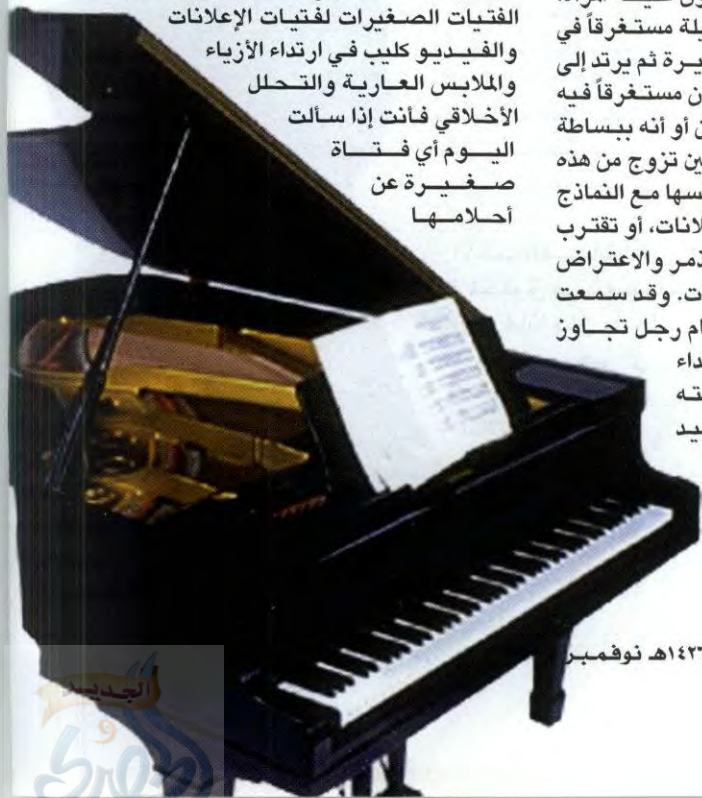 الفتيات الصغيرات لفتيات الإعلانات
والفيديو كليب في ارتداء الأزياء
والملابس العارية والتحلل
الأخلاقي فأنت إذا سألت
اليوم أي فتاة
صغيرة عن
أحلامها
يلة مستغرقاً في
يرة ثم يرتد إلى
ن مستغرقاً فيه
ن أو أنه ببساطة
ين تزوج من هذه
سها مع النماذج
لانات، أو تقترب
ذمر والاعتراض
ت. وقد سمعت
ام رجل تجاوز
داء
ته
يد
١٤٢٦هـ نوفمبر
الجديد